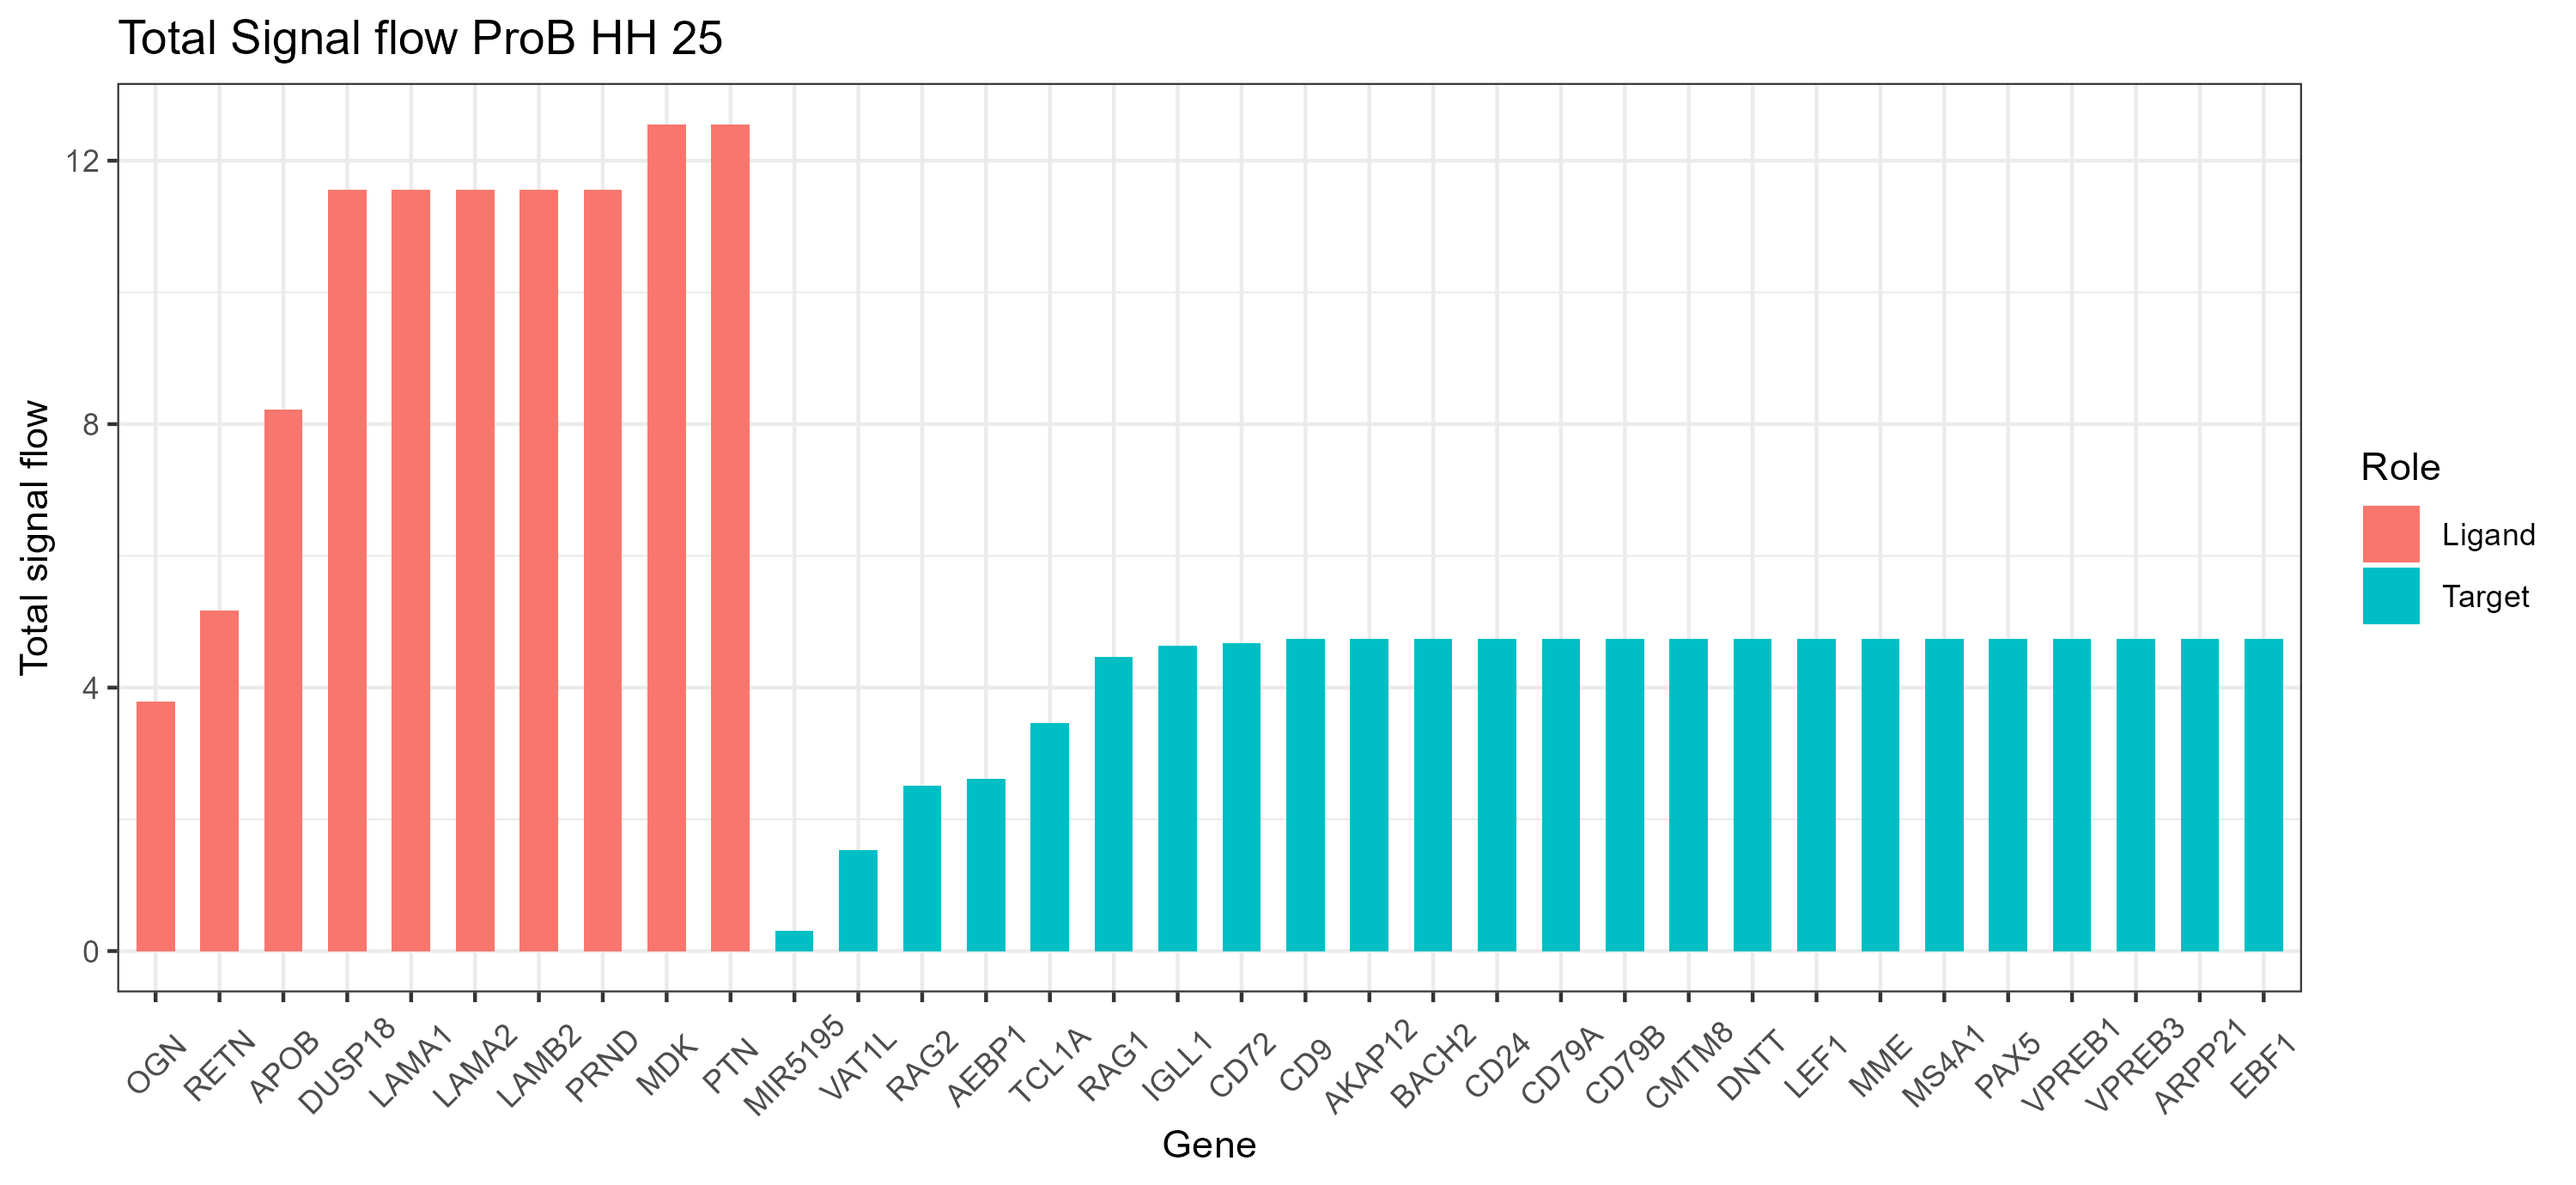 Total Signal flow ProB HH 25
Total signal flow
12
8
4
0
OGN
RETN
APOB
DUSP18
LAMA1
LAMA2
LAMB2
PRND
MDK
PTN
MIR5195
VAT1L
RAG2
AEBP1
TCL1A
RAG1
IGLL1
CD72
CD9
AKAP12
BACH2
CD24
CD79A
CD79B
CMTM8
DNTT
LEF1
MME
MS4A1
PAX5
VPREB1
VPREB3
ARPP21
EBF1
Gene
Role
Ligand
Target